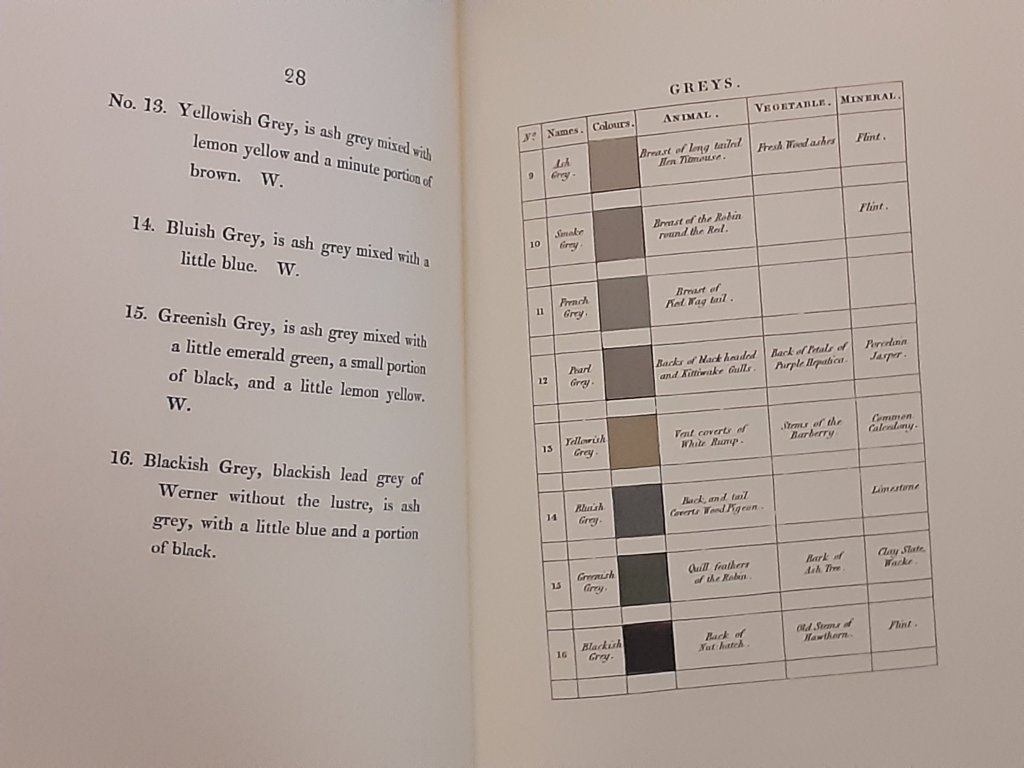 28
No. 13. Yellowish Grey, is ash grey mixed with
lemon yellow and a minute portion of
brown. W.
14. Bluish Grey, is ash grey mixed with a
little blue. W.
15. Greenish Grey, is ash grey mixed with
a little emerald green, a small portion
of black, and a little lemon yellow.
W.
16. Blackish Grey, blackish lead grey of
Werner without the lustre, is ash
grey, with a little blue and a portion
of black.
GREYS.
No. Names. Colours. ANIMAL. VEGETABLE. MINERAL.
9 Ash Grey. Breast of long tailed Hen Titmouse. Fresh Wood ashes Flint.
10 Smoke Grey. Breast of the Robin round the Red. Flint.
11 French Grey. Breast of Pied Wag tail.
12 Pearl Grey. Backs of black headed and Kittiwake Gulls. Back of Petals of Purple Hepatica. Porcelain Jasper.
13 Yellowish Grey. Vent coverts of White Rump. Stems of the Barberry. Common Calcedony.
14 Bluish Grey. Back, and tail Coverts Wood Pigeon. Limestone
15 Greenish Grey. Quill feathers of the Robin. Bark of Ash Tree. Clay Slate, Wacke.
16 Blackish Grey. Back of Nut-hatch. Old Stems of Hawthorn. Flint.